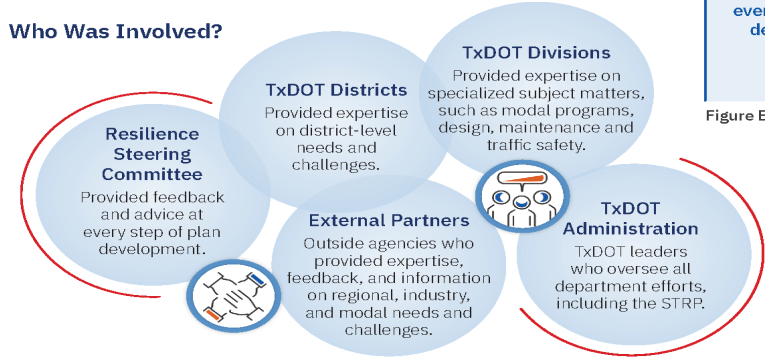 Who Was Involved?
Resilience
Steering
Committee
Provided feedback
and advice at
every step of plan
development.
TxDOT Districts
Provided expertise
on district-level
needs and
challenges.
TxDOT Divisions
Provided expertise on
specialized subject matters,
such as modal programs,
design, maintenance and
traffic safety.
External Partners
Outside agencies who
provided expertise,
feedback, and information
on regional, industry,
and modal needs and
challenges.
TxDOT
Administration
TxDOT leaders
who oversee all
department efforts,
including the STRP.
Figure